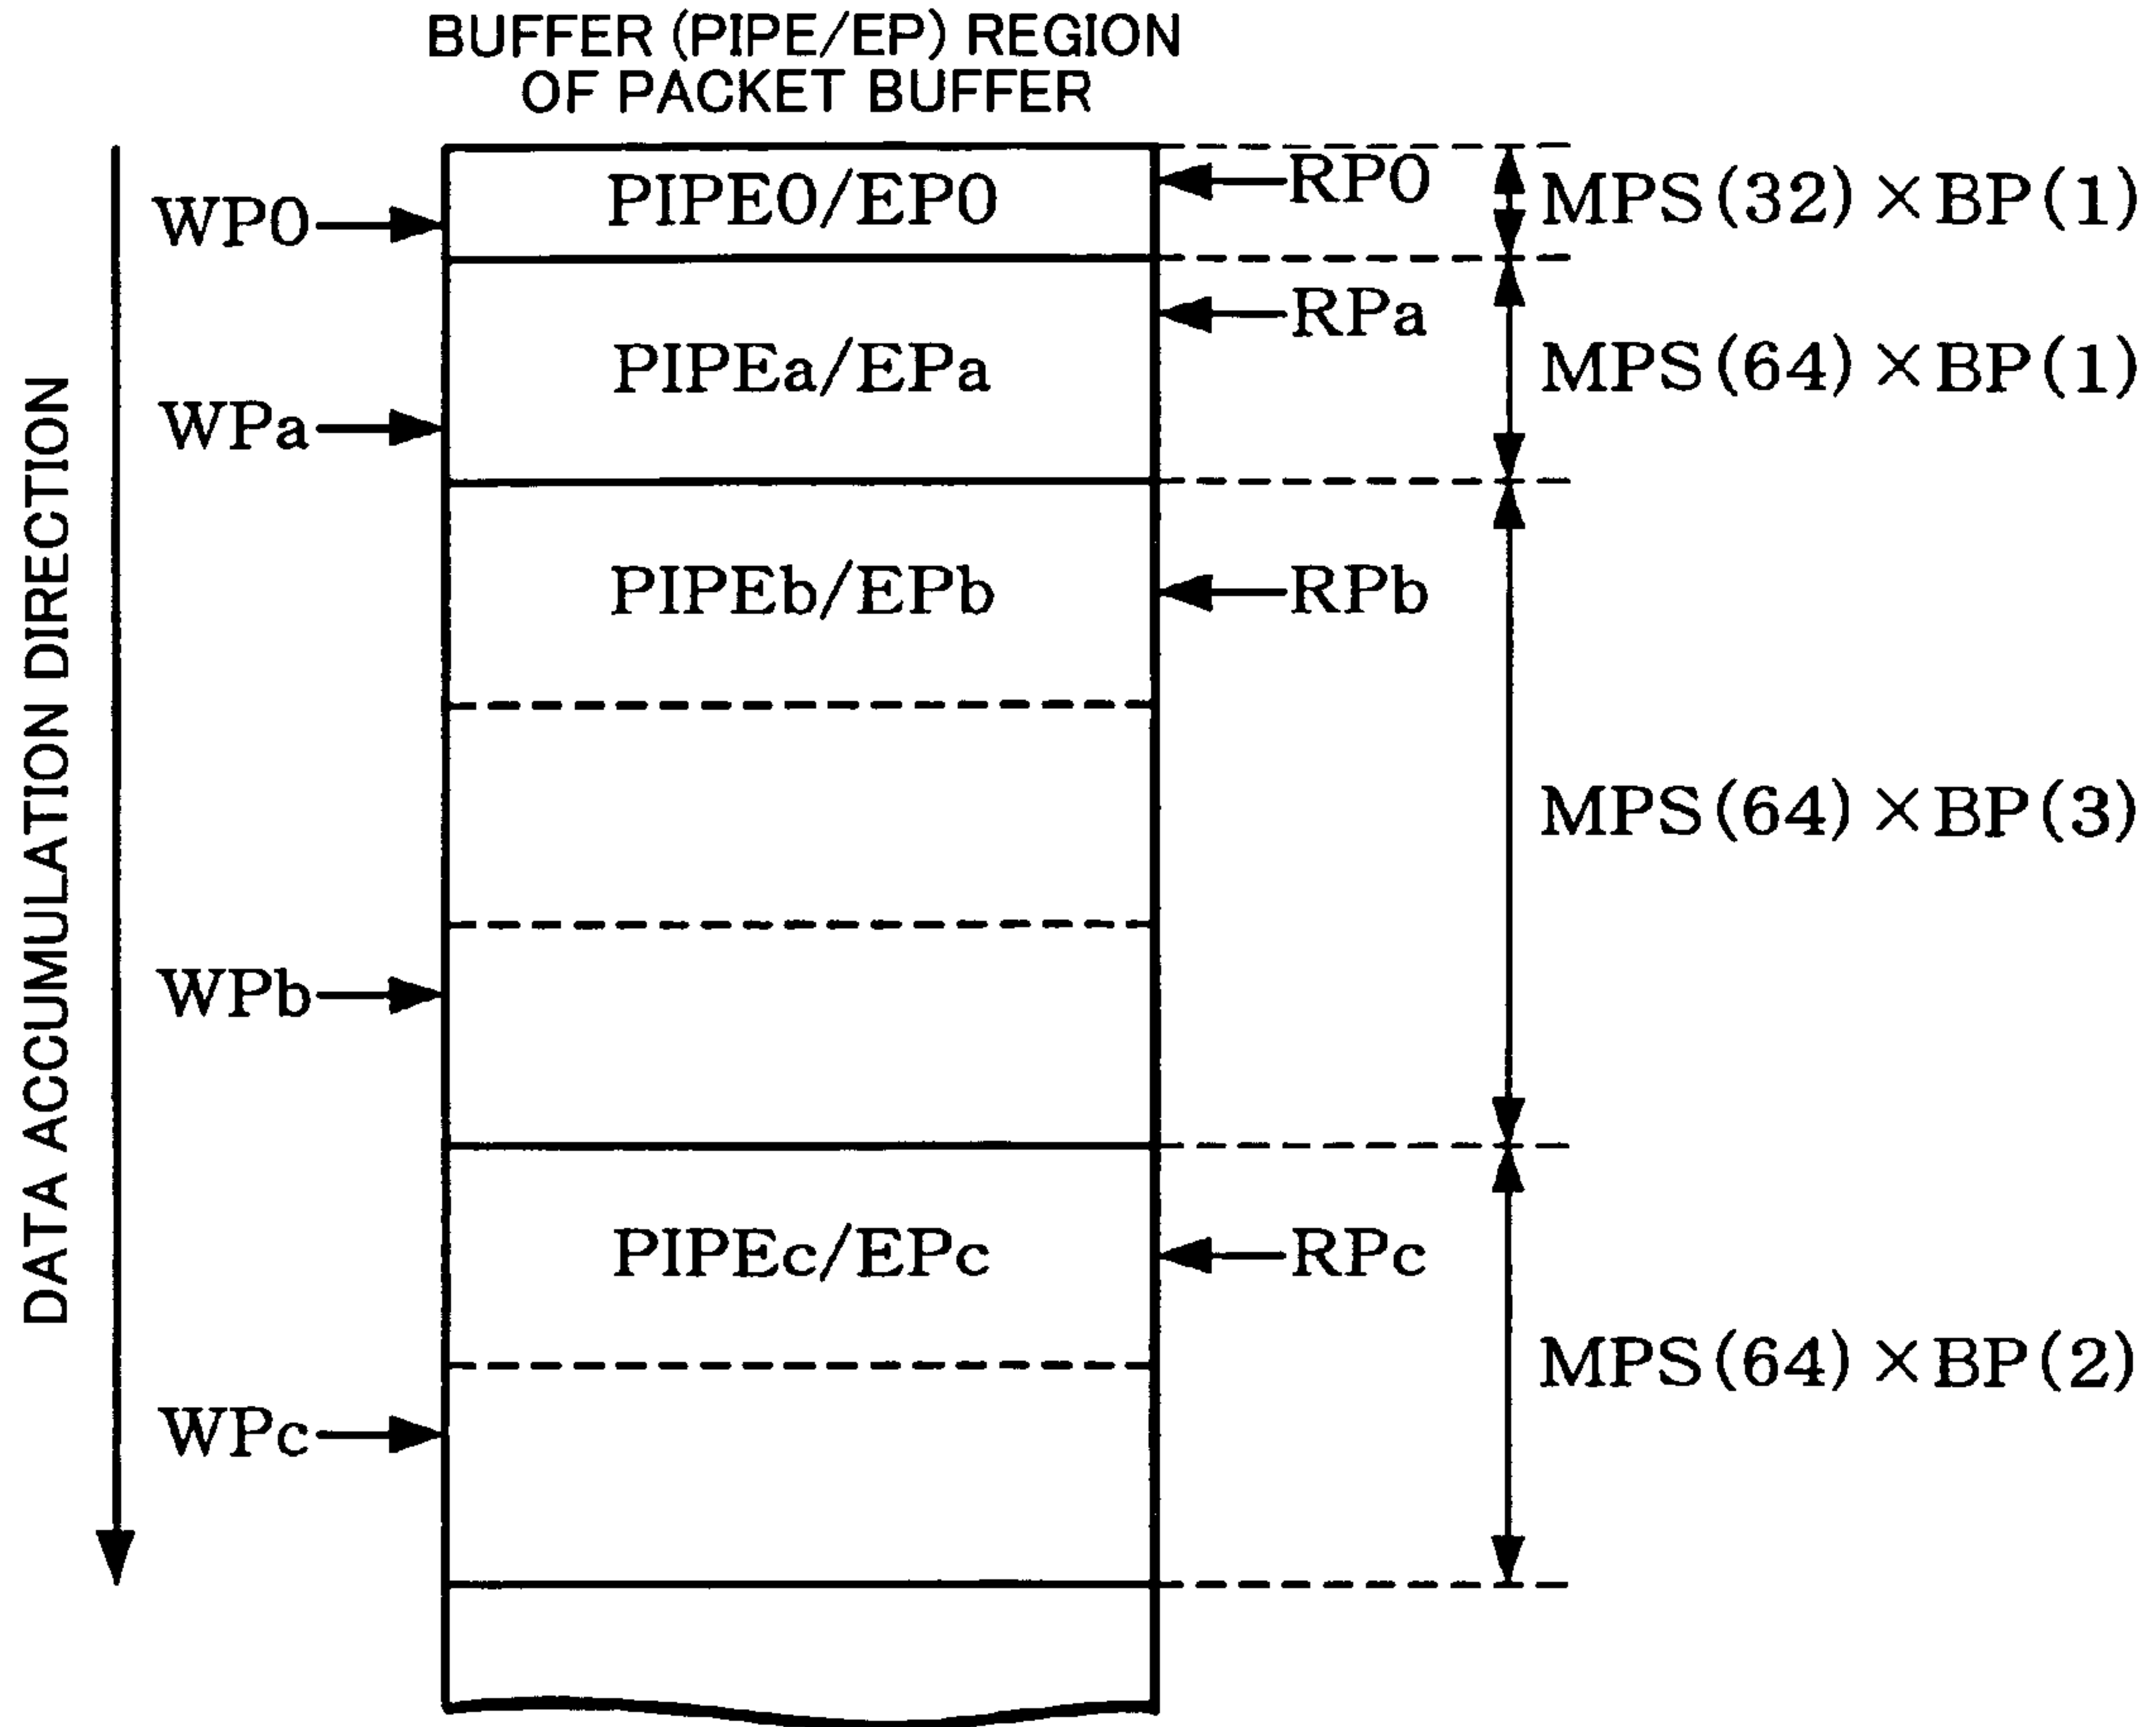 BUFFER (PIPE/EP) REGION
OF PACKET BUFFER
DATA ACCUMULATION DIRECTION
WP0
PIPE0/EP0
RP0
MPS(32)×BP(1)
RPa
PIPEa/EPa
MPS(64)×BP(1)
WPa
PIPEb/EPb
RPb
MPS(64)×BP(3)
WPb
PIPEc/EPc
RPc
MPS(64)×BP(2)
WPc